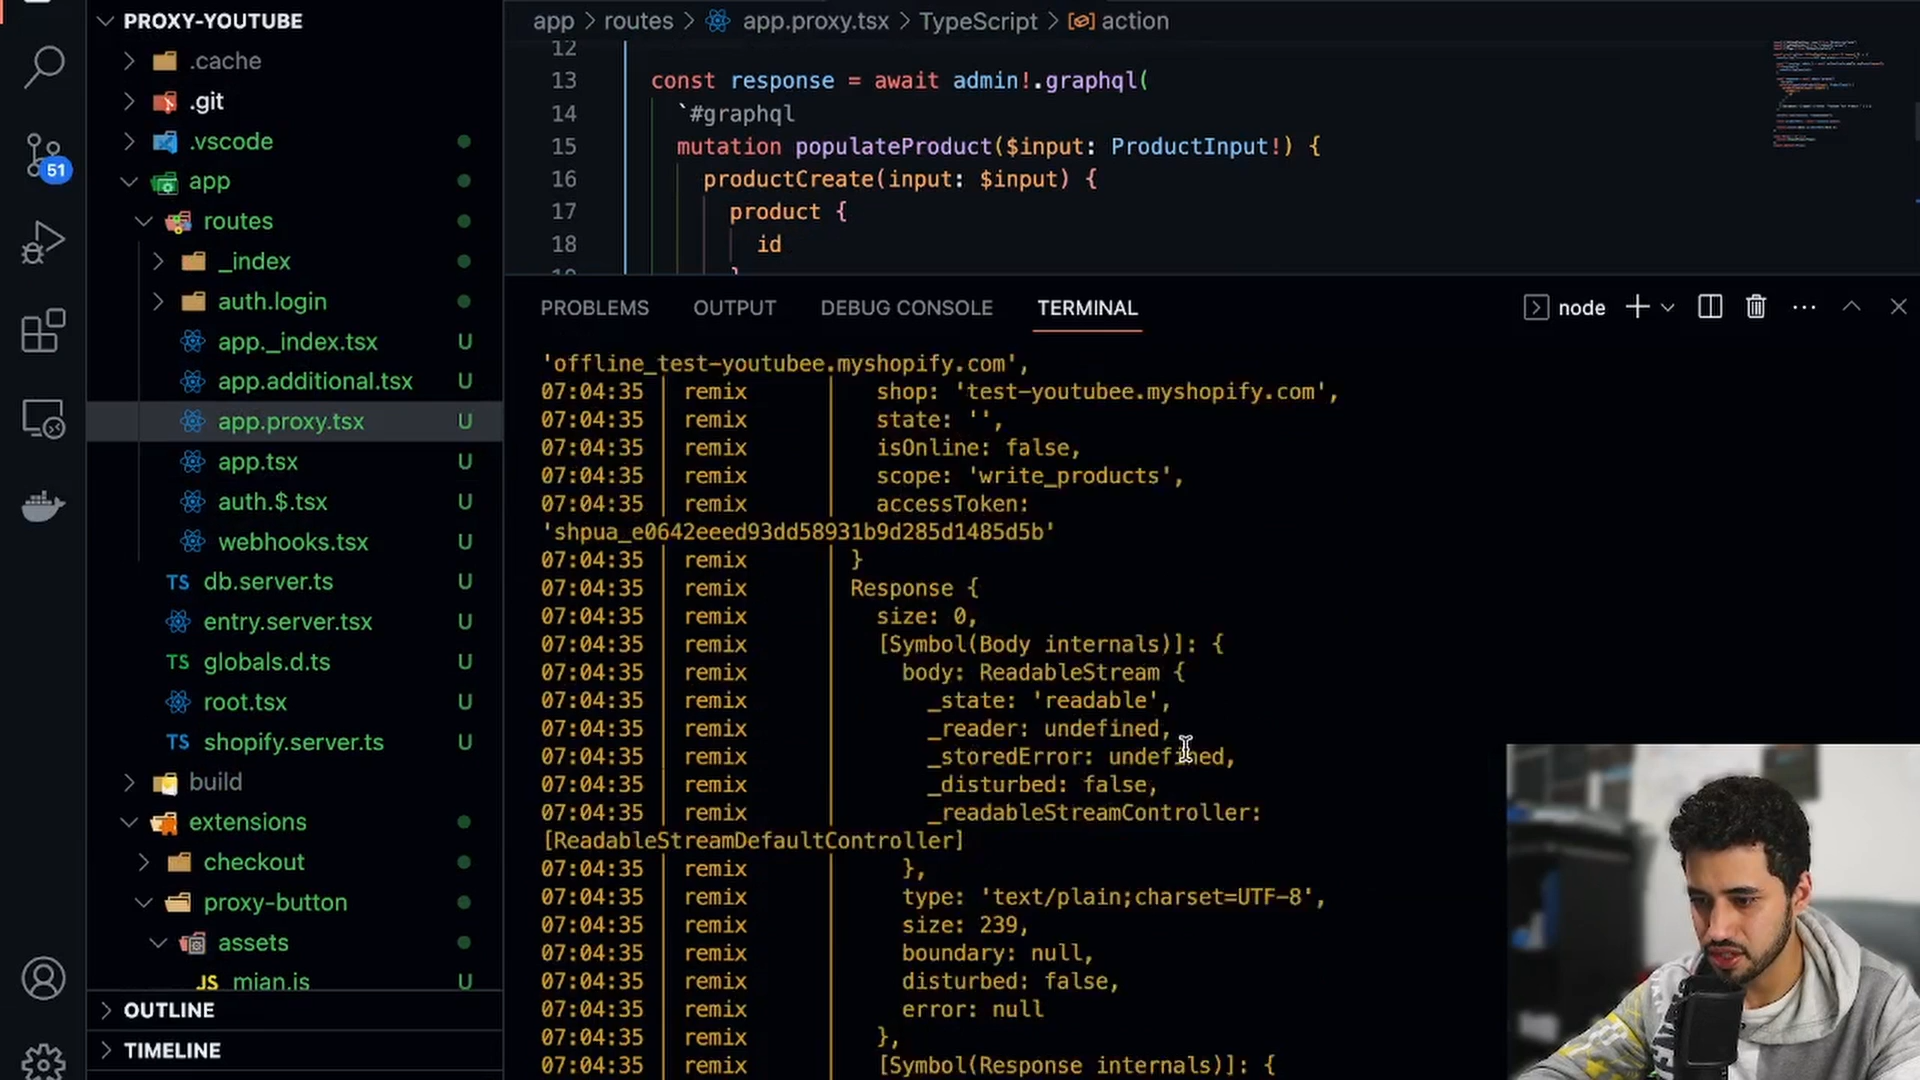 PROXY-YOUTUBE
.cache
.git
.vscode
app
routes
_index
auth.login
app._index.tsx U
app.additional.tsx U
app.proxy.tsx U
app.tsx U
auth.$.tsx U
webhooks.tsx U
TS db.server.ts U
entry.server.tsx U
TS globals.d.ts U
root.tsx U
TS shopify.server.ts U
build
extensions
checkout
proxy-button
assets
JS mian.js U
OUTLINE
TIMELINE
51
app > routes > app.proxy.tsx > TypeScript > action
12
13 const response = await admin!.graphql(
14 `#graphql
15 mutation populateProduct($input: ProductInput!) {
16 productCreate(input: $input) {
17 product {
18 id
PROBLEMS OUTPUT DEBUG CONSOLE TERMINAL node
'offline_test-youtubee.myshopify.com',
07:04:35 | remix | shop: 'test-youtubee.myshopify.com',
07:04:35 | remix | state: '',
07:04:35 | remix | isOnline: false,
07:04:35 | remix | scope: 'write_products',
07:04:35 | remix | accessToken:
'shpua_e0642eeed93dd58931b9d285d1485d5b'
07:04:35 | remix | }
07:04:35 | remix | Response {
07:04:35 | remix | size: 0,
07:04:35 | remix | [Symbol(Body internals)]: {
07:04:35 | remix | body: ReadableStream {
07:04:35 | remix | _state: 'readable',
07:04:35 | remix | _reader: undefined,
07:04:35 | remix | _storedError: undefined,
07:04:35 | remix | _disturbed: false,
07:04:35 | remix | _readableStreamController:
[ReadableStreamDefaultController]
07:04:35 | remix | },
07:04:35 | remix | type: 'text/plain;charset=UTF-8',
07:04:35 | remix | size: 239,
07:04:35 | remix | boundary: null,
07:04:35 | remix | disturbed: false,
07:04:35 | remix | error: null
07:04:35 | remix | },
07:04:35 | remix | [Symbol(Response internals)]: {